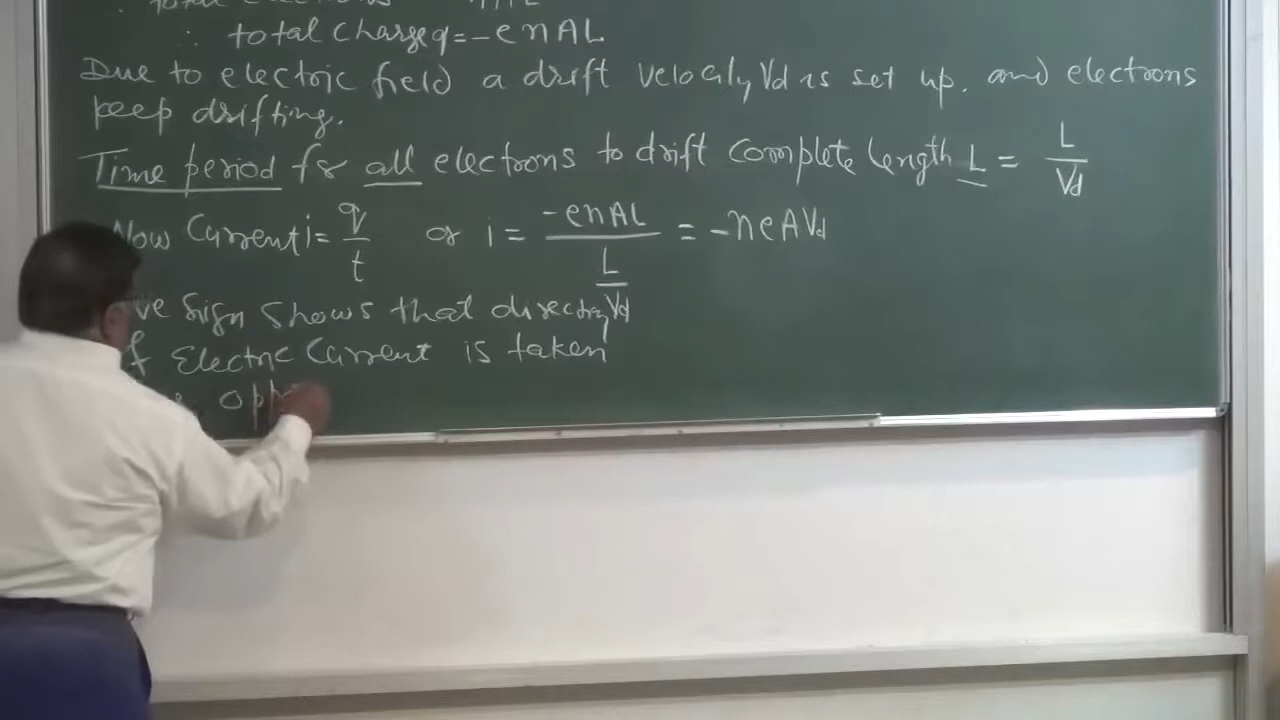 ∴ total charge q = - enAL
Due to electric field a drift velocity Vd is set up. and electrons
keep drifting.
Time period for all electrons to drift complete length L = L/Vd
Now Current i = q/t or i = -enAL / (L/Vd) = - neAVd
ve sign shows that direction
of Electric Current is taken
opp